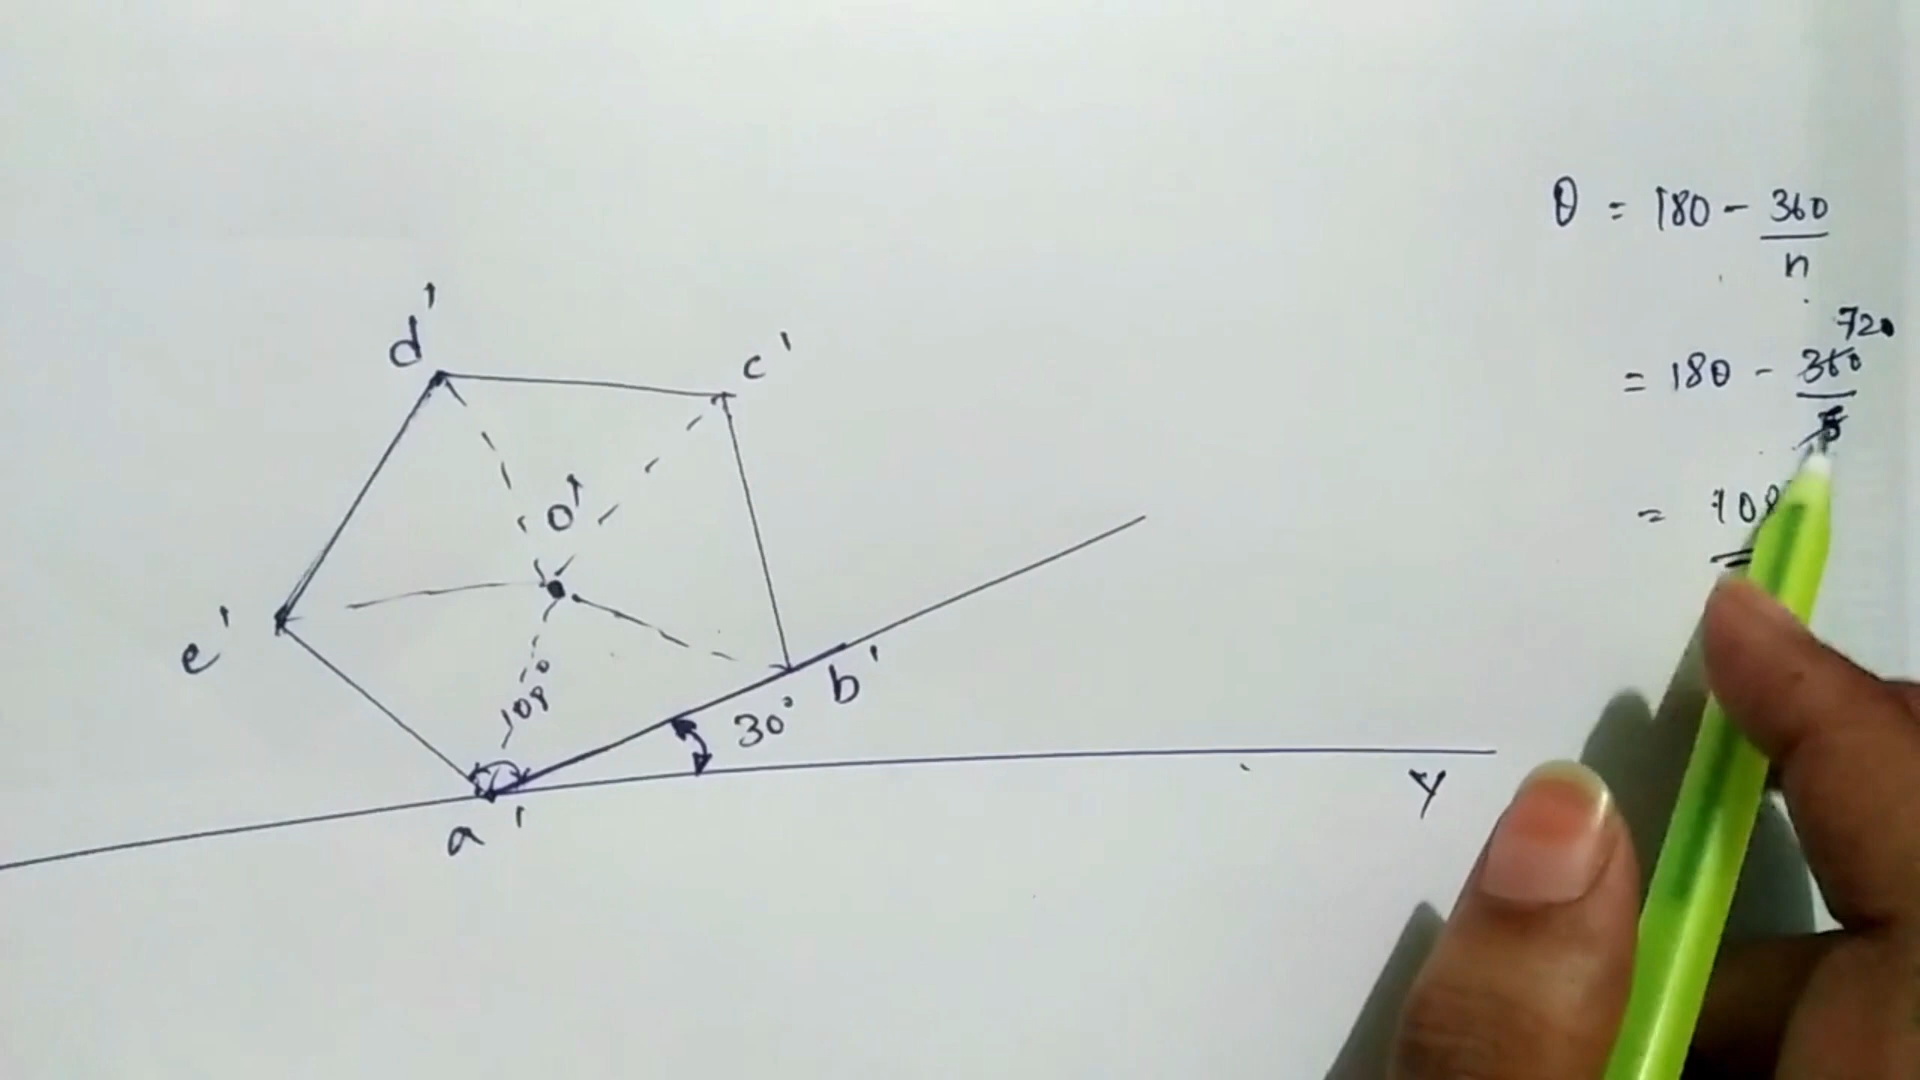 θ = 180 - 360
n
720
= 180 - 360
5
= 108
d'
c'
o'
e'
108°
b'
30°
a'
y